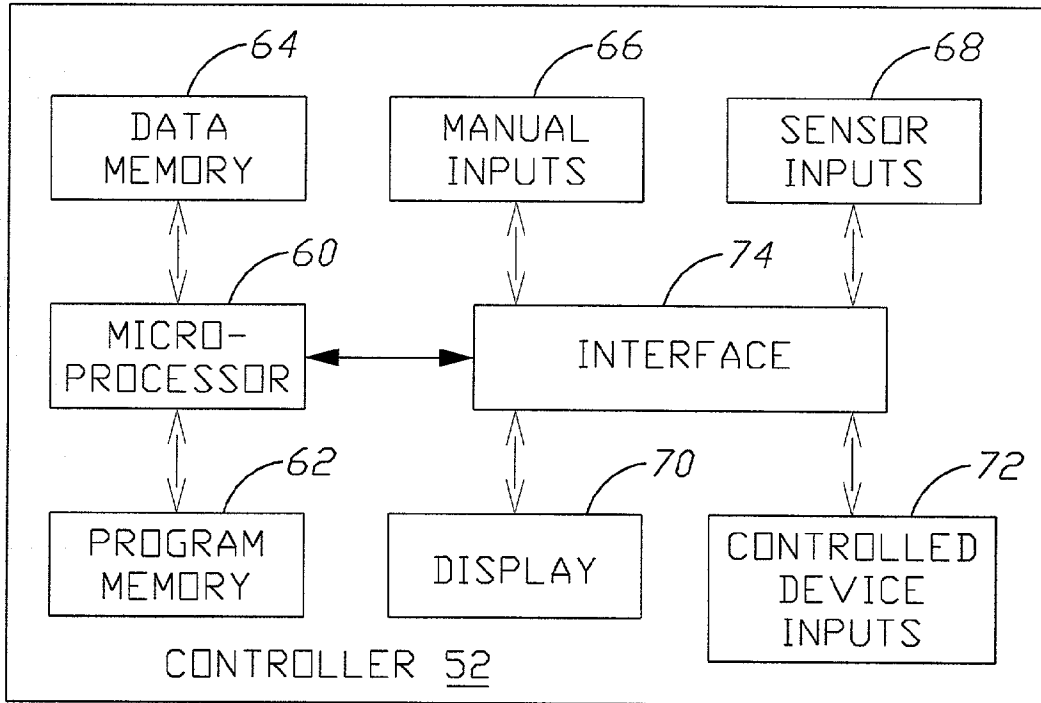 64
66
68
DATA
MEMORY
MANUAL
INPUTS
SENSOR
INPUTS
60
74
MICRO-
PROCESSOR
INTERFACE
62
70
72
PROGRAM
MEMORY
DISPLAY
CONTROLLED
DEVICE
INPUTS
CONTROLLER 52